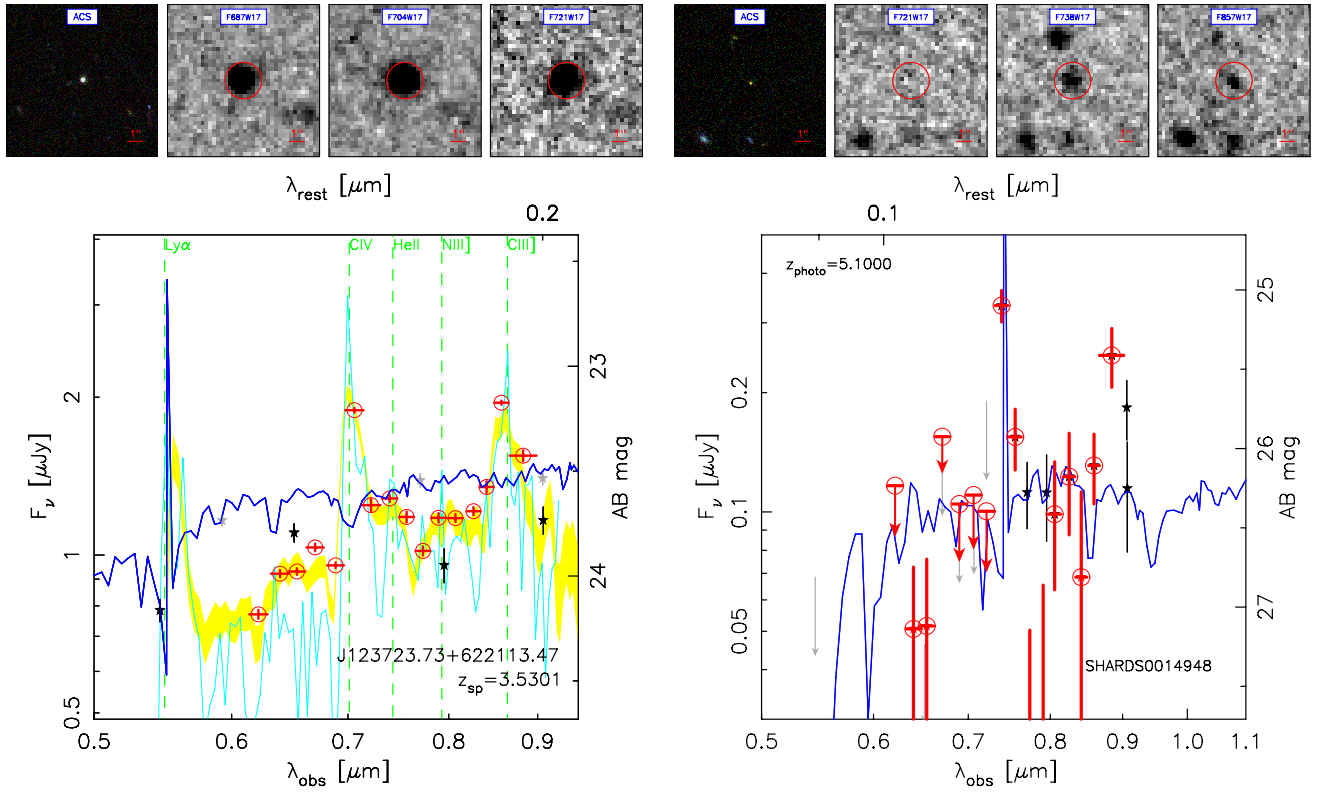 ACS F687W17 F704W17 F721W17 ACS F721W17 F738W17 F857W17
1" 1" 1" 1" 1" 1" 1" 1"
λrest [μm]
0.2
Lyα CIV HeII NIII] CIII]
2
1
0.5
Fν [μJy]
23
24
AB mag
J123723.73+622113.47
zsp=3.5301
0.5 0.6 0.7 0.8 0.9
λobs [μm]
λrest [μm]
0.1
zphoto=5.1000
0.2
0.1
0.05
Fν [μJy]
25
26
27
AB mag
SHARDS0014948
0.5 0.6 0.7 0.8 0.9 1.0 1.1
λobs [μm]